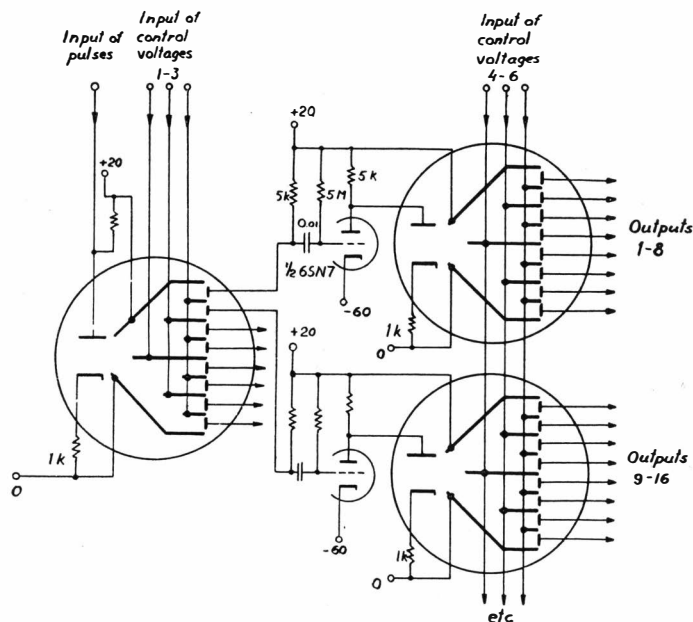 Input of
pulses
Input of
control
voltages
1-3
Input of
control
voltages
4-6
+20
+20
5k
5M
5k
0.01
½ 6SN7
-60
1k
0
Outputs
1-8
1k
0
+20
-60
1k
0
Outputs
9-16
etc